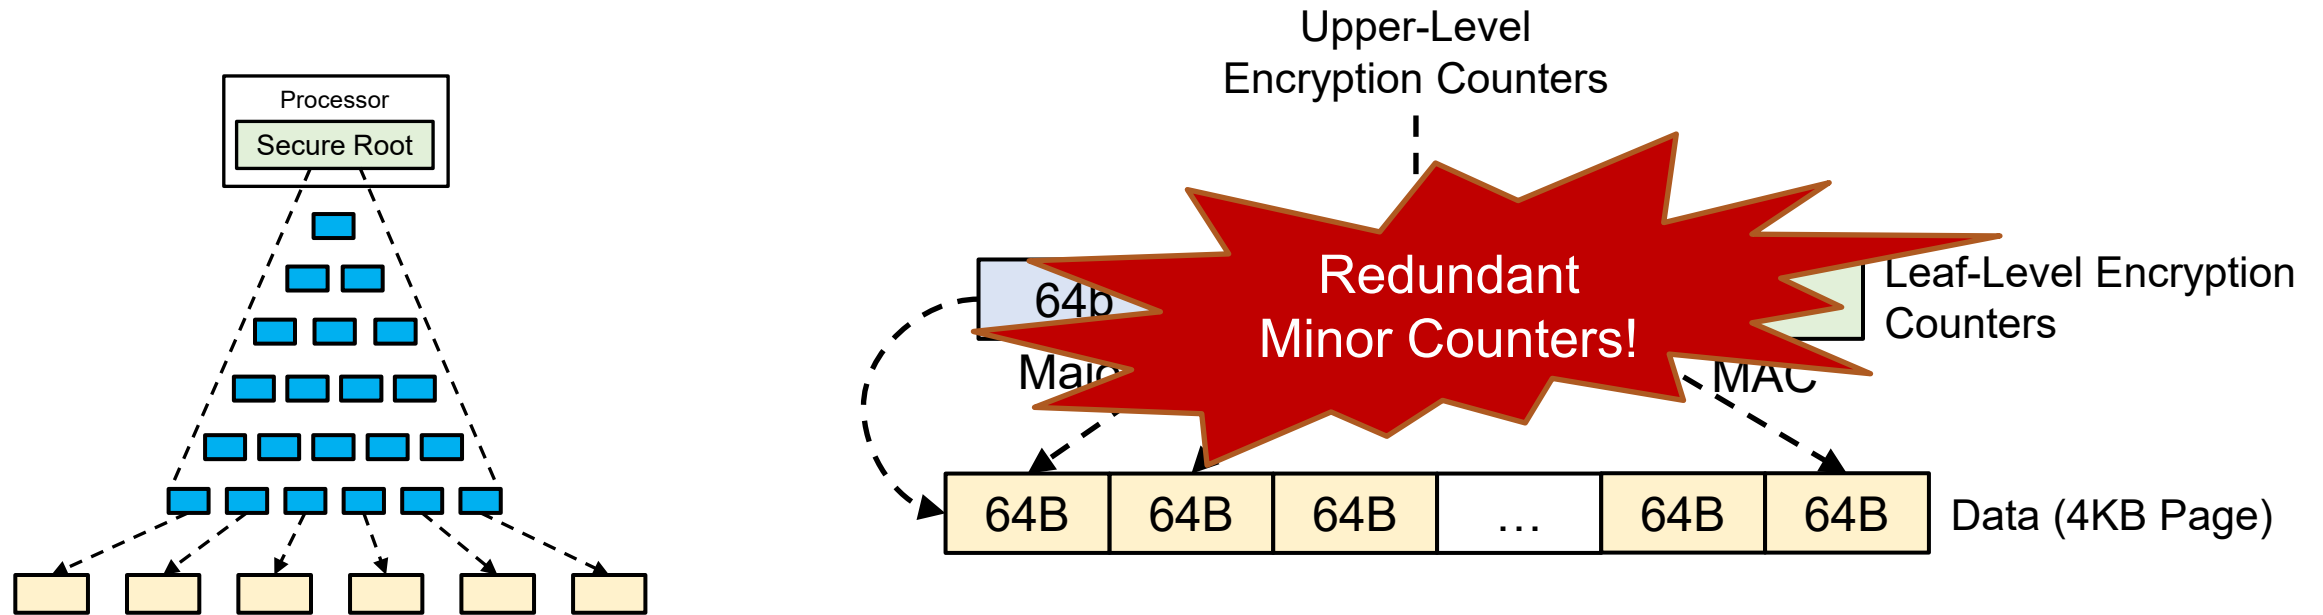 Processor
Secure Root
Upper-Level
Encryption Counters
64b
Redundant
Minor Counters!
MAC
Leaf-Level Encryption
Counters
64B
64B
64B
...
64B
64B
Data (4KB Page)